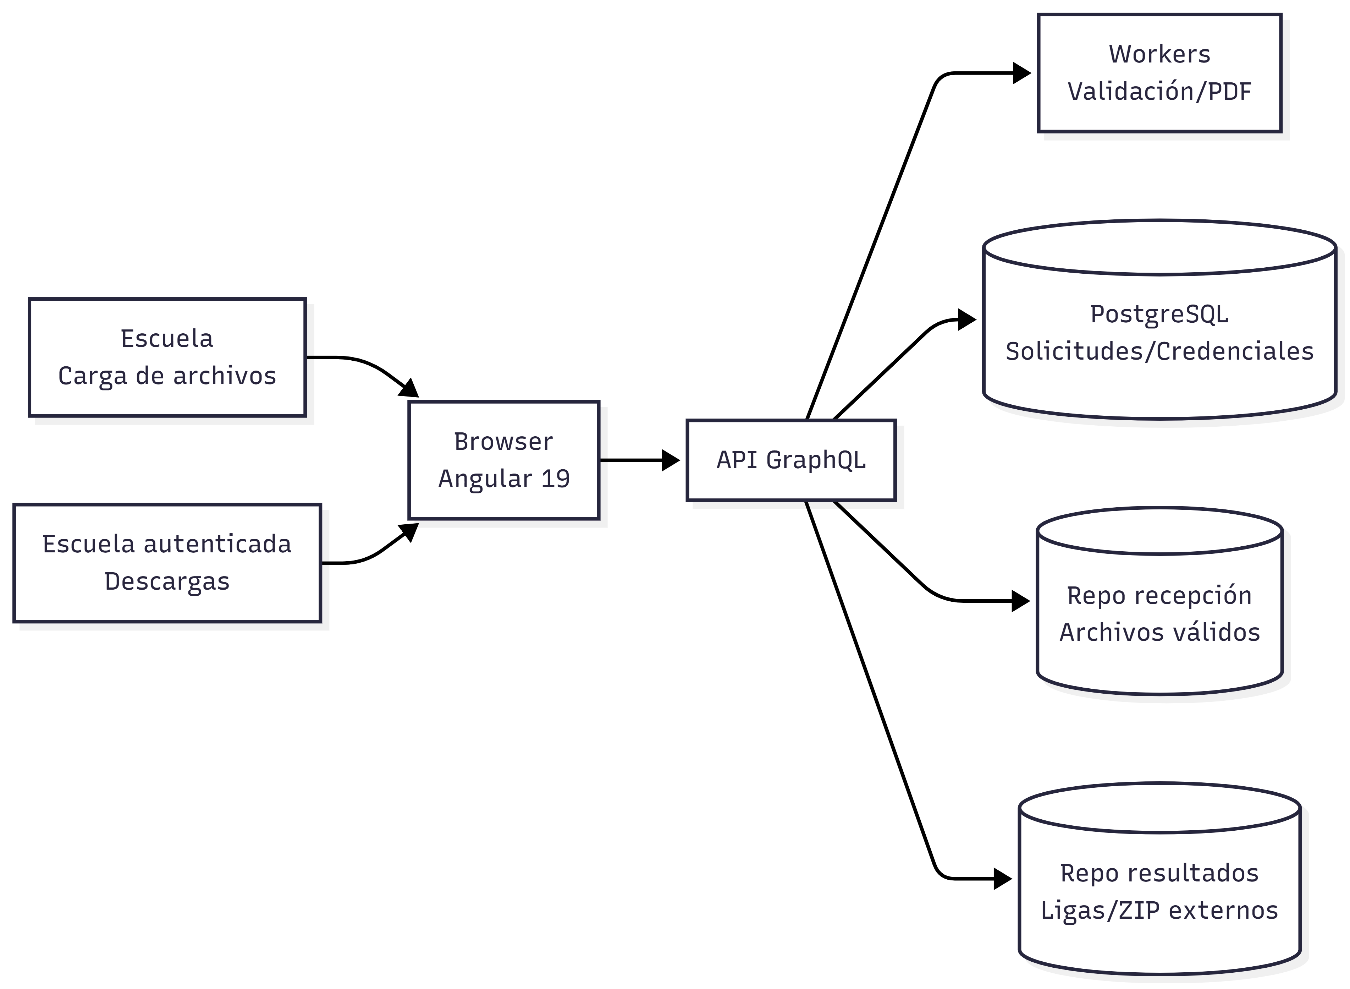 Escuela
Carga de archivos
Escuela autenticada
Descargas
Browser
Angular 19
API GraphQL
Workers
Validación/PDF
PostgreSQL
Solicitudes/Credenciales
Repo recepción
Archivos válidos
Repo resultados
Ligas/ZIP externos